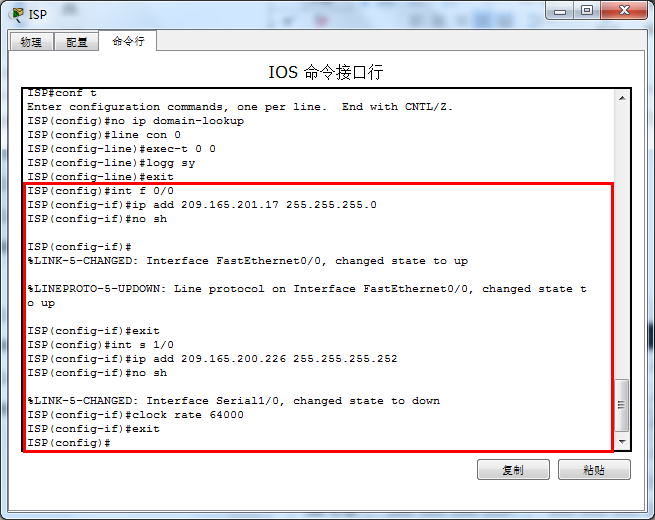 ISP
物理
配置
命令行
IOS 命令接口行
ISP#conf t
Enter configuration commands, one per line.  End with CNTL/Z.
ISP(config)#no ip domain-lookup
ISP(config)#line con 0
ISP(config-line)#exec-t 0 0
ISP(config-line)#logg sy
ISP(config-line)#exit
ISP(config)#int f 0/0
ISP(config-if)#ip add 209.165.201.17 255.255.255.0
ISP(config-if)#no sh
ISP(config-if)#
%LINK-5-CHANGED: Interface FastEthernet0/0, changed state to up
%LINEPROTO-5-UPDOWN: Line protocol on Interface FastEthernet0/0, changed state t
o up
ISP(config-if)#exit
ISP(config)#int s 1/0
ISP(config-if)#ip add 209.165.200.226 255.255.255.252
ISP(config-if)#no sh
%LINK-5-CHANGED: Interface Serial1/0, changed state to down
ISP(config-if)#clock rate 64000
ISP(config-if)#exit
ISP(config)#
复制
粘贴